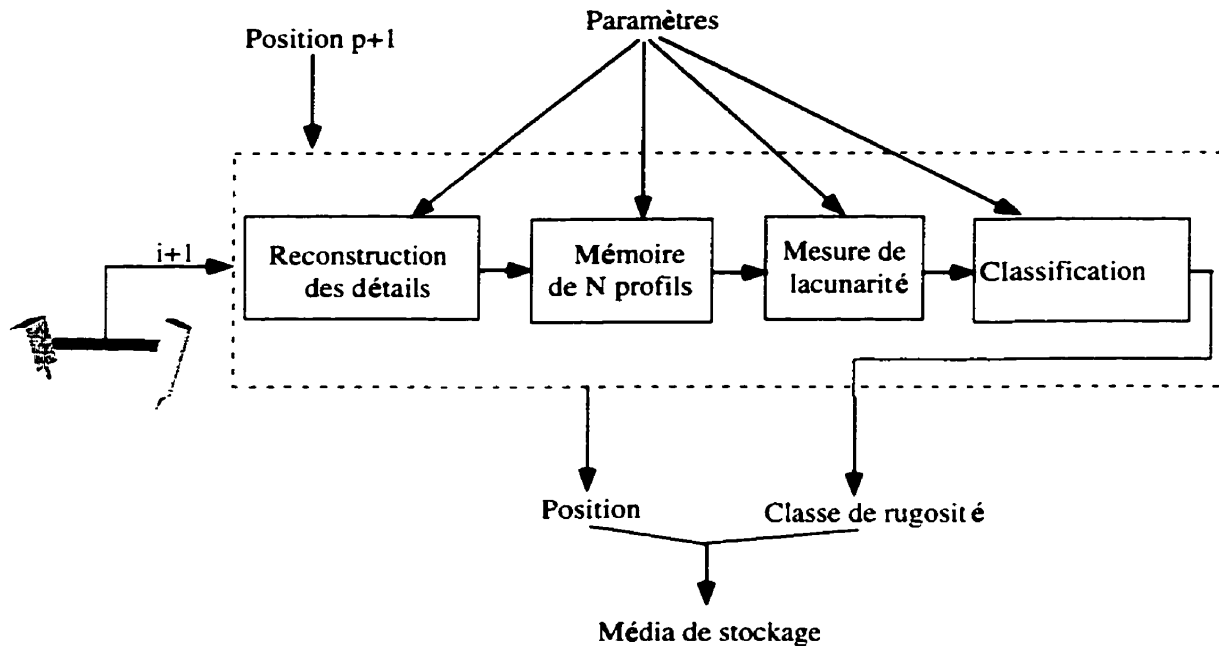 Paramètres
Position p+1
i+1
Reconstruction
des détails
Mémoire
de N profils
Mesure de
lacunarité
Classification
Position
Classe de rugosité
Média de stockage